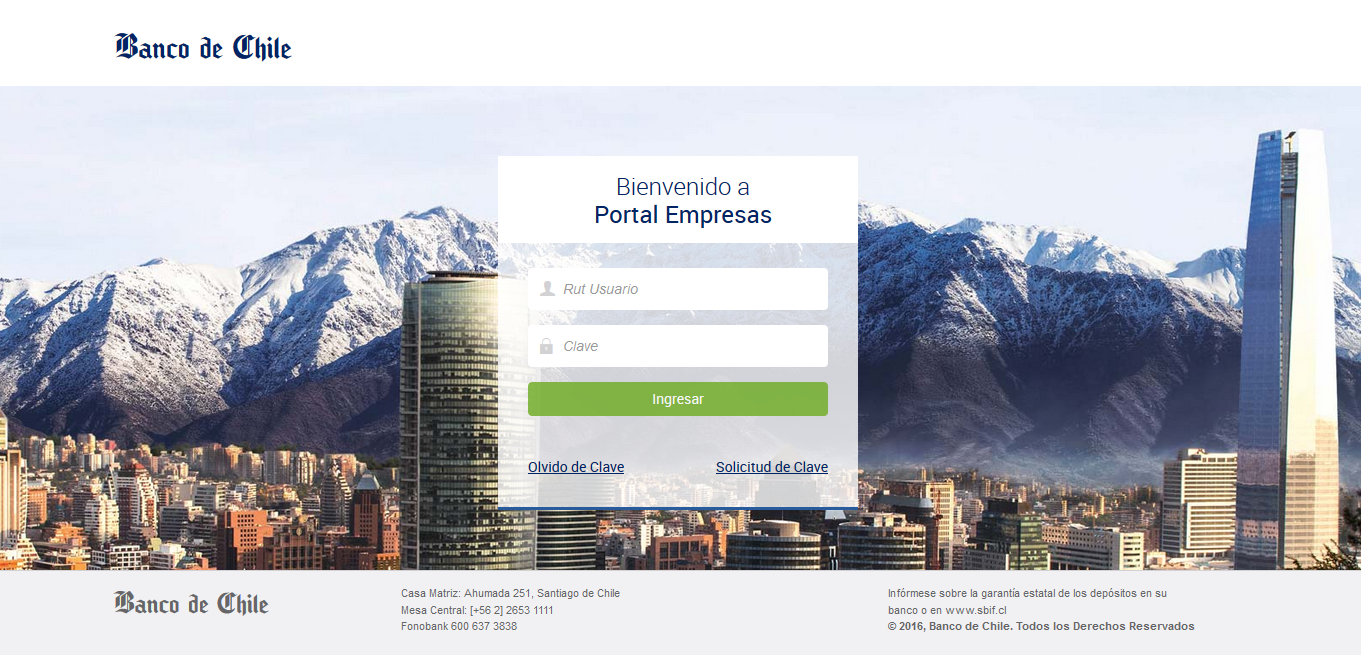 Banco de Chile
Bienvenido a
Portal Empresas
Rut Usuario
Clave
Ingresar
Olvido de Clave
Solicitud de Clave
Banco de Chile
Casa Matriz: Ahumada 251, Santiago de Chile
Mesa Central: [+56 2] 2653 1111
Fonobank 600 637 3838
Infórmese sobre la garantía estatal de los depósitos en su
banco o en www.sbif.cl
© 2016, Banco de Chile. Todos los Derechos Reservados